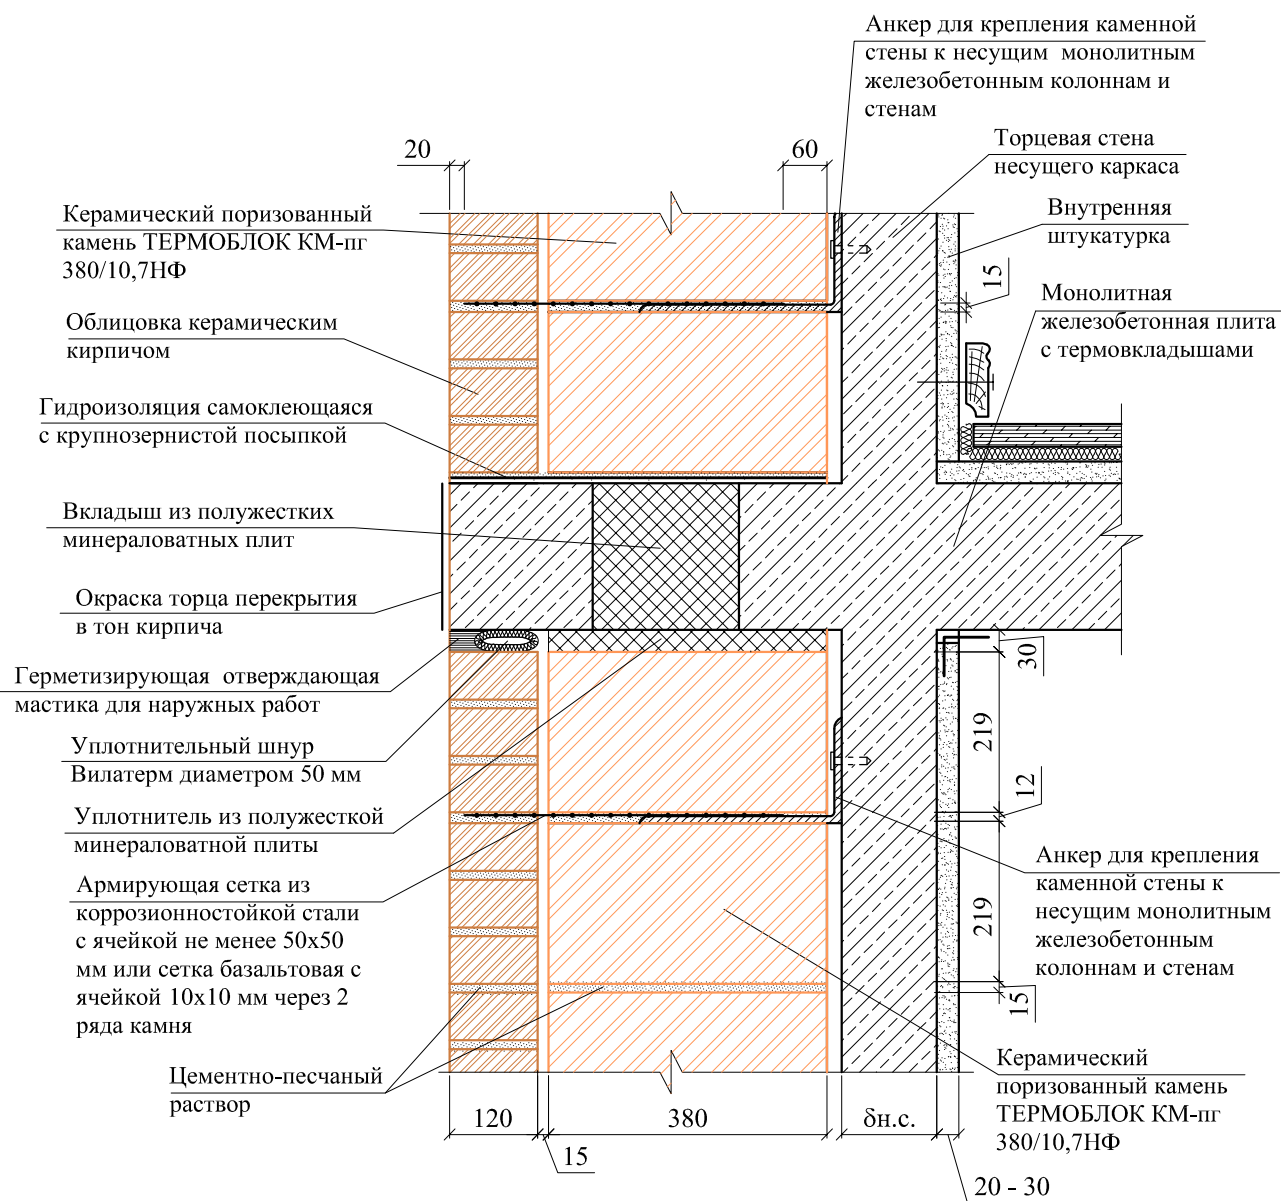 Анкер для крепления каменной
стены к несущим монолитным
железобетонным колоннам и
стенам
20
60
Торцевая стена
несущего каркаса
Керамический поризованный
камень ТЕРМОБЛОК КМ-пг
380/10,7НФ
Внутренняя
штукатурка
15
Монолитная
железобетонная плита
с термовкладышами
Облицовка керамическим
кирпичом
Гидроизоляция самоклеющаяся
с крупнозернистой посыпкой
Вкладыш из полужестких
минераловатных плит
Окраска торца перекрытия
в тон кирпича
30
Герметизирующая отверждающая
мастика для наружных работ
219
Уплотнительный шнур
Вилатерм диаметром 50 мм
12
Уплотнитель из полужесткой
минераловатной плиты
Анкер для крепления
каменной стены к
несущим монолитным
железобетонным
колоннам и стенам
219
Армирующая сетка из
коррозионностойкой стали
с ячейкой не менее 50х50
мм или сетка базальтовая с
ячейкой 10х10 мм через 2
ряда камня
15
Цементно-песчаный
раствор
Керамический
поризованный камень
ТЕРМОБЛОК КМ-пг
380/10,7НФ
120
380
δн.с.
15
20 - 30